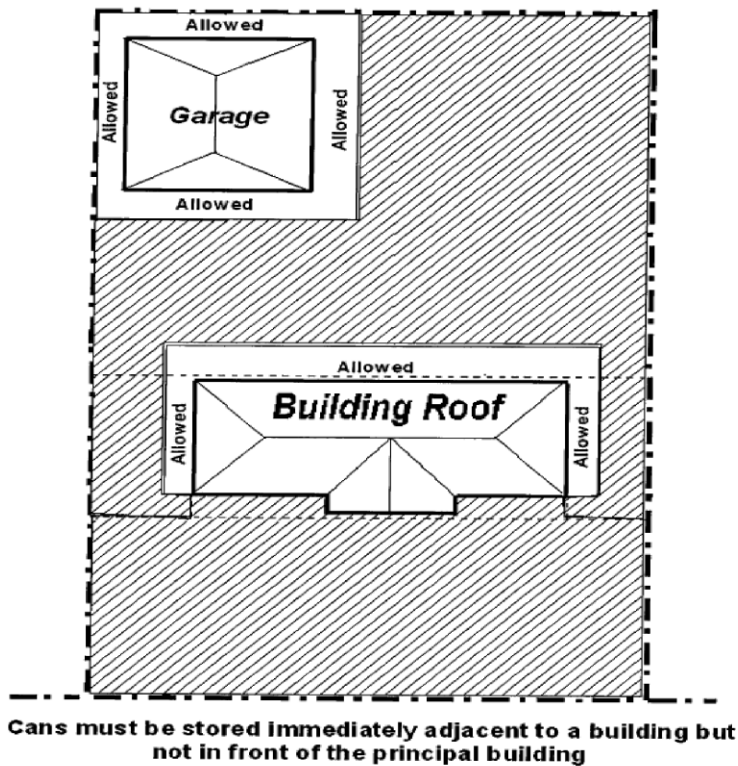 Allowed
Allowed
Garage
Allowed
Allowed
Allowed
Building Roof
Allowed
Allowed
Cans must be stored immediately adjacent to a building but
not in front of the principal building